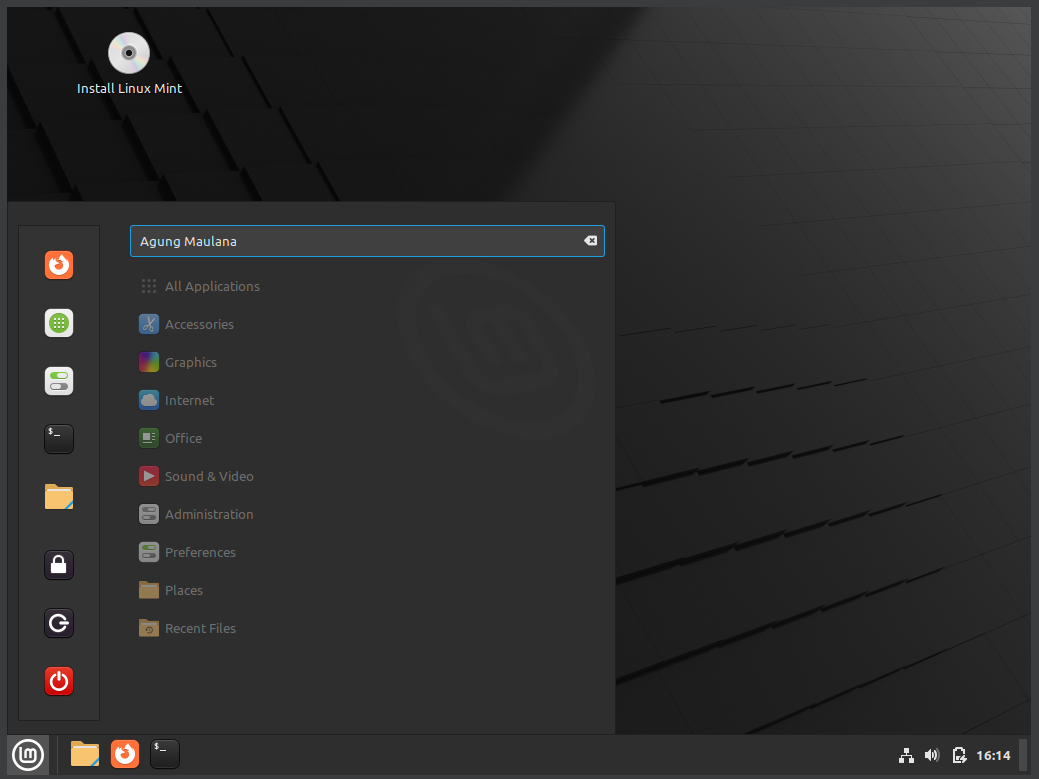 Install Linux Mint
Agung Maulana
All Applications
Accessories
Graphics
Internet
Office
Sound & Video
Administration
Preferences
Places
Recent Files
$_
$_
16:14